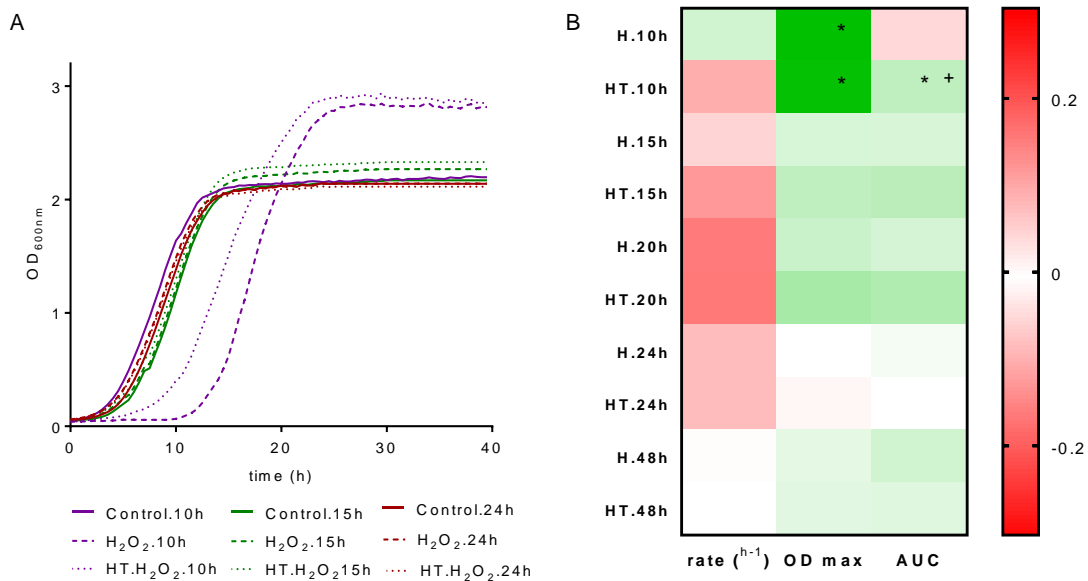 A
3
2
1
0
OD600nm
0 10 20 30 40
time (h)
Control.10h Control.15h Control.24h
H2O2.10h H2O2.15h H2O2.24h
HT.H2O2.10h HT.H2O215h HT.H2O2.24h
B
H.10h *
HT.10h * * +
H.15h
HT.15h
H.20h
HT.20h
H.24h
HT.24h
H.48h
HT.48h
rate (h-1) OD max AUC
0.2
0
-0.2